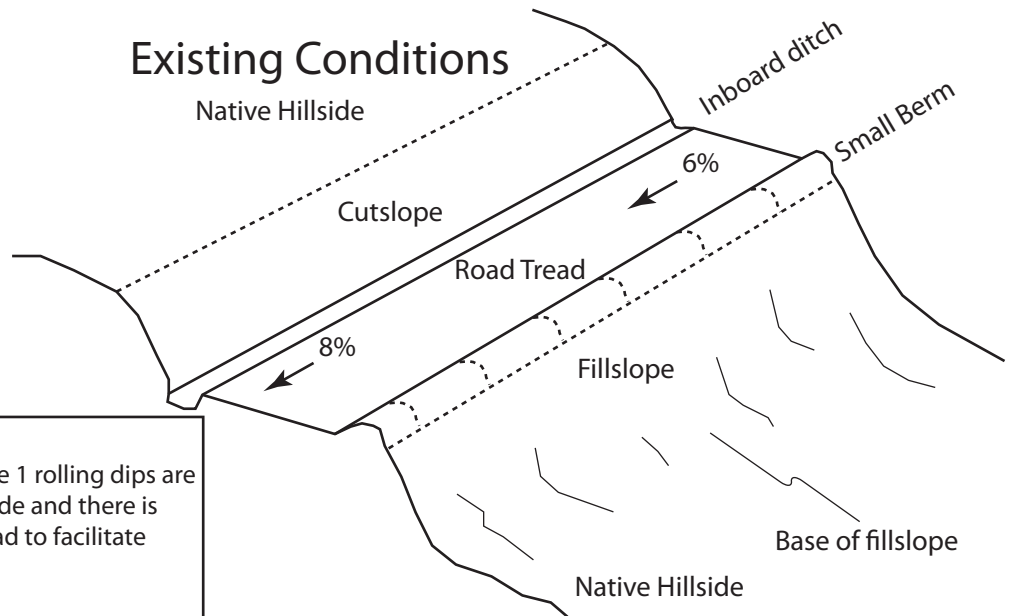 Existing Conditions
Native Hillside
Inboard ditch
Small Berm
6%
Cutslope
Road Tread
8%
Fillslope
e 1 rolling dips are
de and there is
ad to facilitate
Base of fillslope
Native Hillside